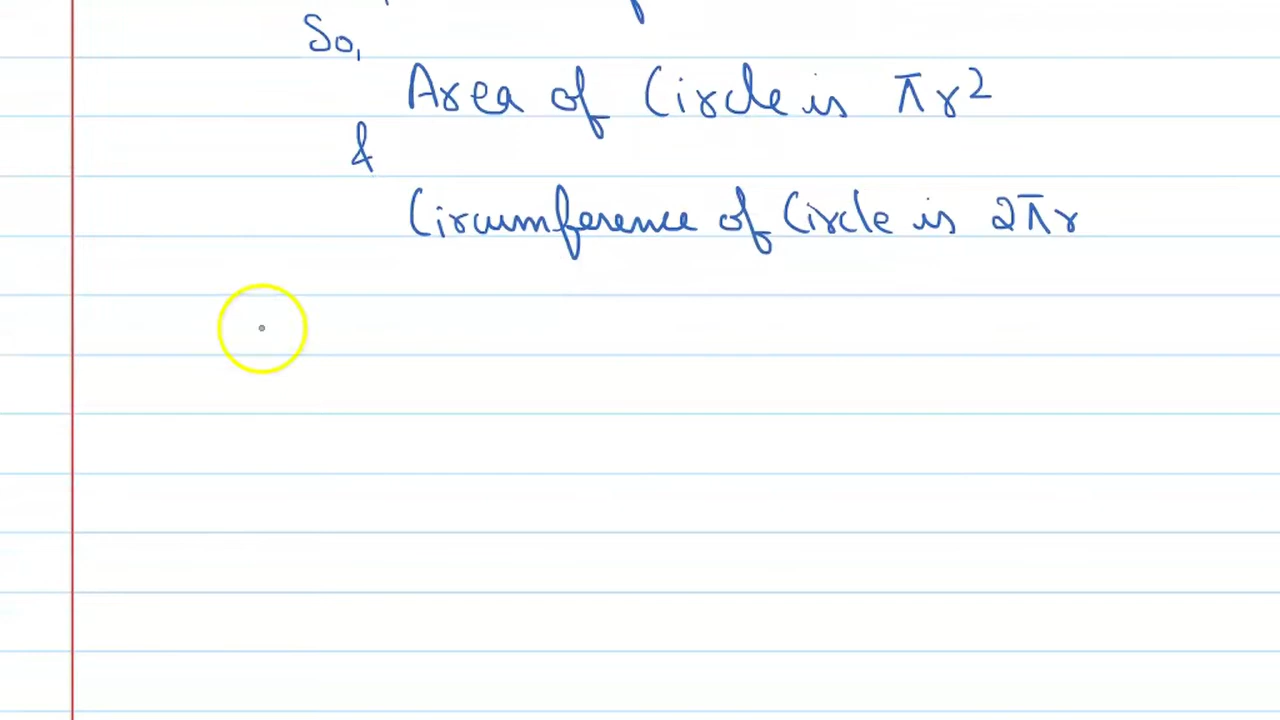 So,
Area of Circle is πr²
&
Circumference of Circle is 2πr